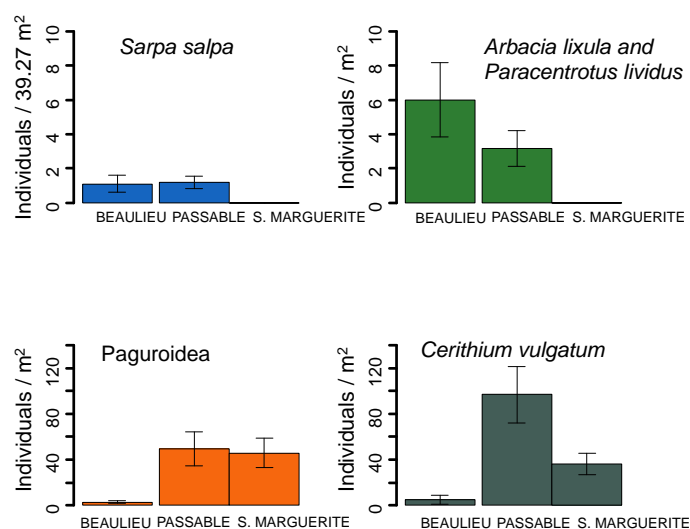 Sarpa salpa
Individuals / 39.27 m²
0 2 4 6 8 10
BEAULIEU PASSABLE S. MARGUERITE
Arbacia lixula and
Paracentrotus lividus
Individuals / m²
0 2 4 6 8 10
BEAULIEU PASSABLE S. MARGUERITE
Paguroidea
Individuals / m²
0 40 80 120
BEAULIEU PASSABLE S. MARGUERITE
Cerithium vulgatum
Individuals / m²
0 40 80 120
BEAULIEU PASSABLE S. MARGUERITE